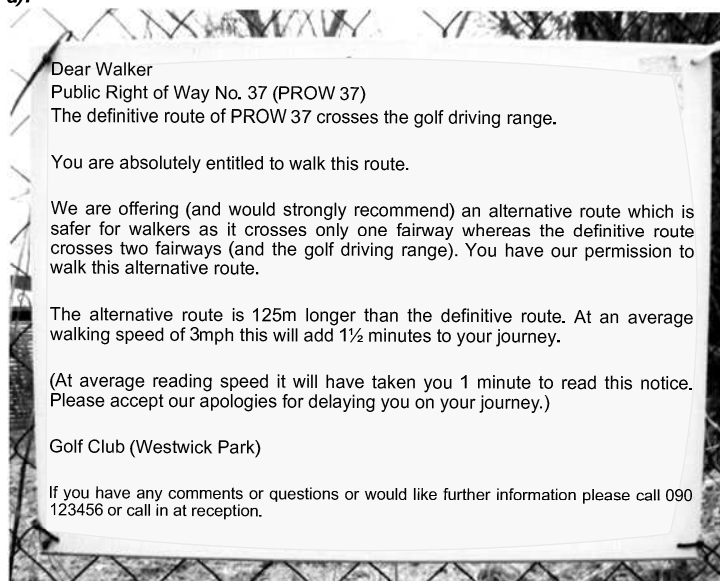 Dear Walker
Public Right of Way No. 37 (PROW 37)
The definitive route of PROW 37 crosses the golf driving range.
You are absolutely entitled to walk this route.
We are offering (and would strongly recommend) an alternative route which is
safer for walkers as it crosses only one fairway whereas the definitive route
crosses two fairways (and the golf driving range). You have our permission to
walk this alternative route.
The alternative route is 125m longer than the definitive route. At an average
walking speed of 3mph this will add 1½ minutes to your journey.
(At average reading speed it will have taken you 1 minute to read this notice.
Please accept our apologies for delaying you on your journey.)
Golf Club (Westwick Park)
If you have any comments or questions or would like further information please call 090
123456 or call in at reception.